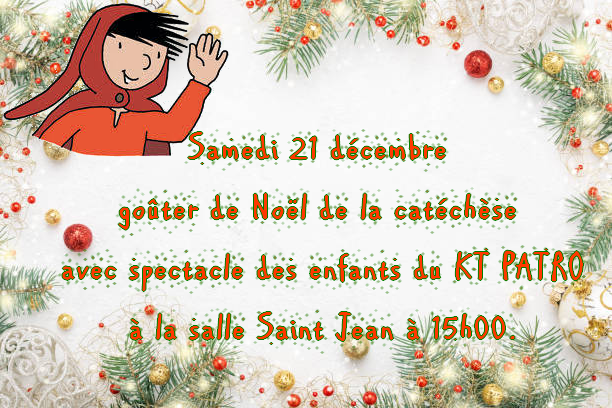 Samedi 21 décembre
goûter de Noël de la catéchèse
avec spectacle des enfants du KT PATRO
à la salle Saint Jean à 15h00.